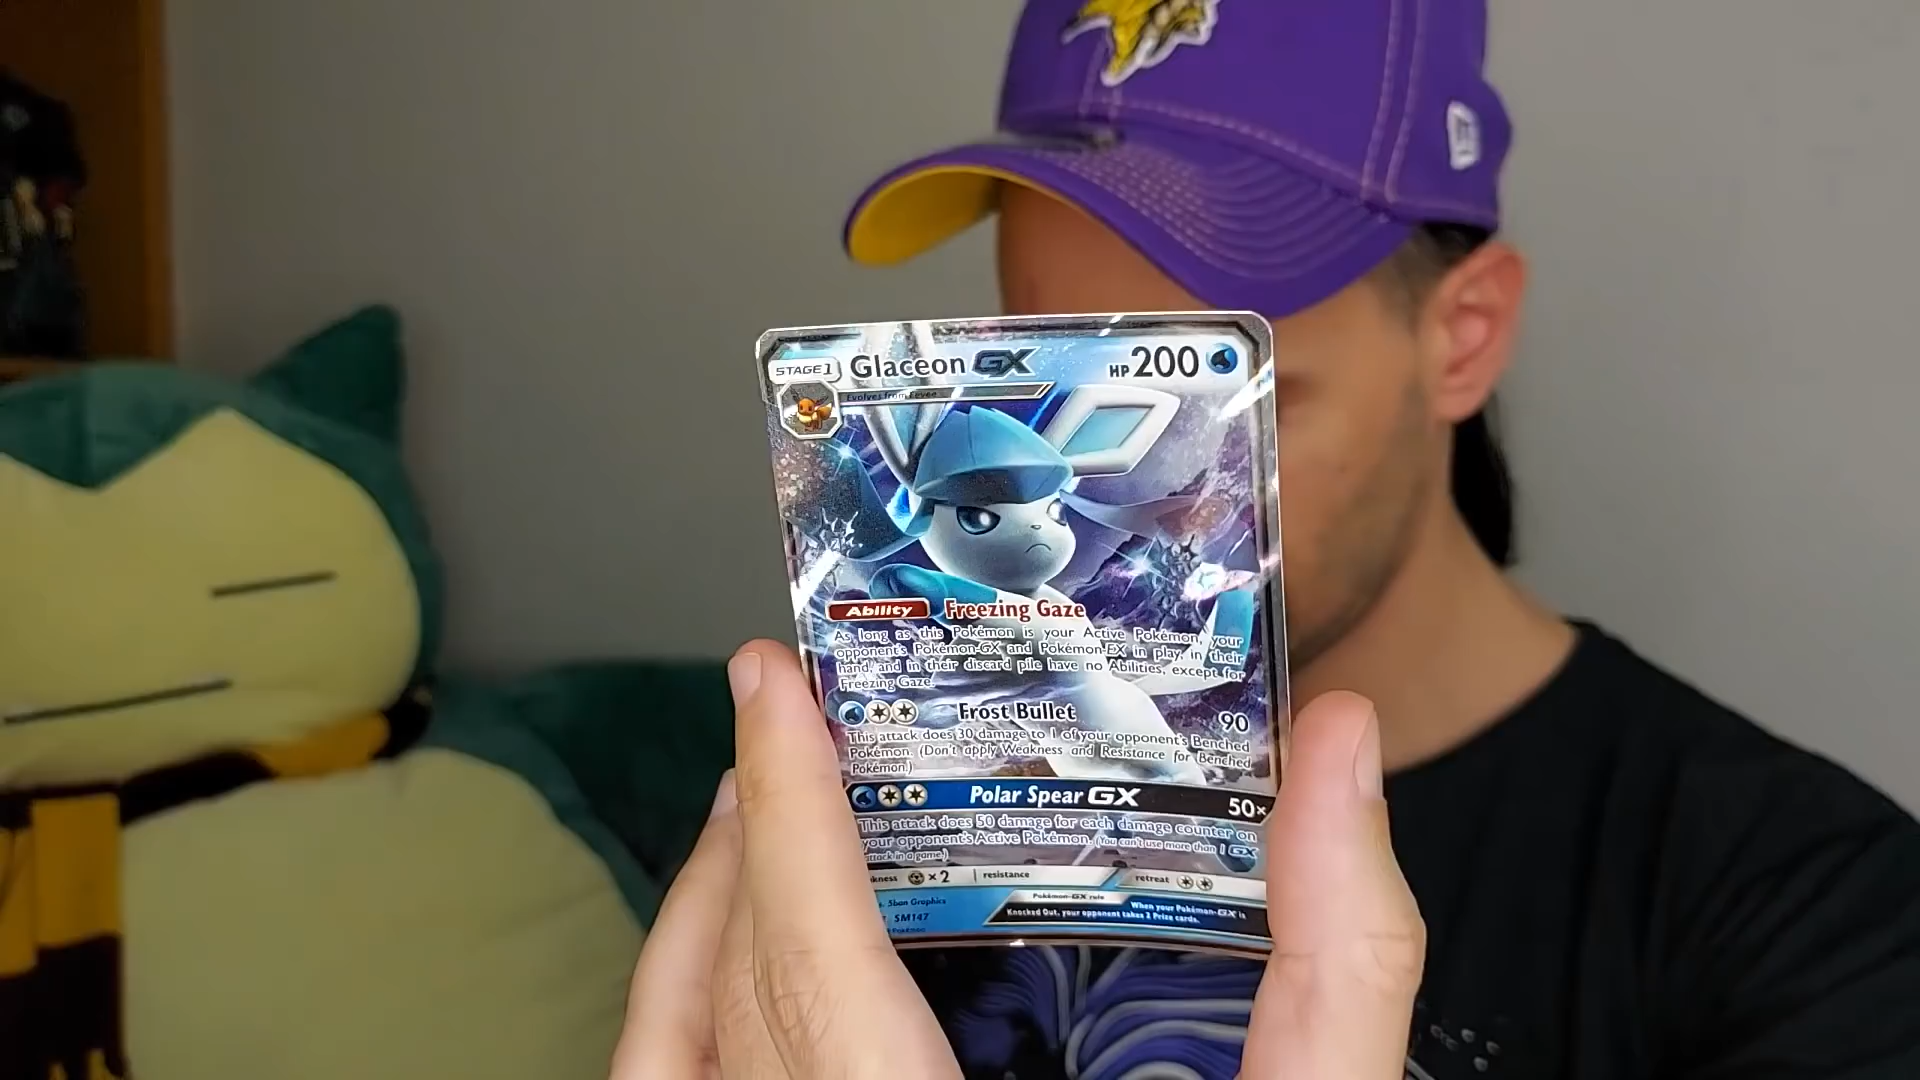 STAGE1 Glaceon GX HP200
Evolves from Eevee
Ability Freezing Gaze
As long as this Pokémon is your Active Pokémon, your
opponent's Pokémon-GX and Pokémon-EX in play, in their
hand, and in their discard pile have no Abilities, except for
Freezing Gaze.
Frost Bullet 90
This attack does 30 damage to 1 of your opponent's Benched
Pokémon. (Don't apply Weakness and Resistance for Benched
Pokémon.)
Polar Spear GX 50×
This attack does 50 damage for each damage counter on
your opponent's Active Pokémon. (You can't use more than 1 GX
attack in a game.)
kness ×2 resistance retreat
Pokémon-GX rule
When your Pokémon-GX is
Knocked Out, your opponent takes 2 Prize cards.
5ban Graphics
SM147